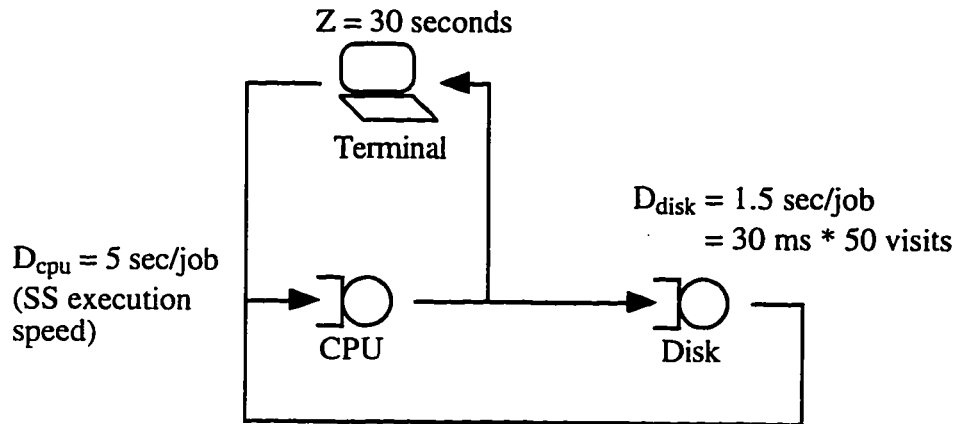 Z = 30 seconds
Terminal
D_disk = 1.5 sec/job
= 30 ms * 50 visits
D_cpu = 5 sec/job
(SS execution
speed)
CPU
Disk